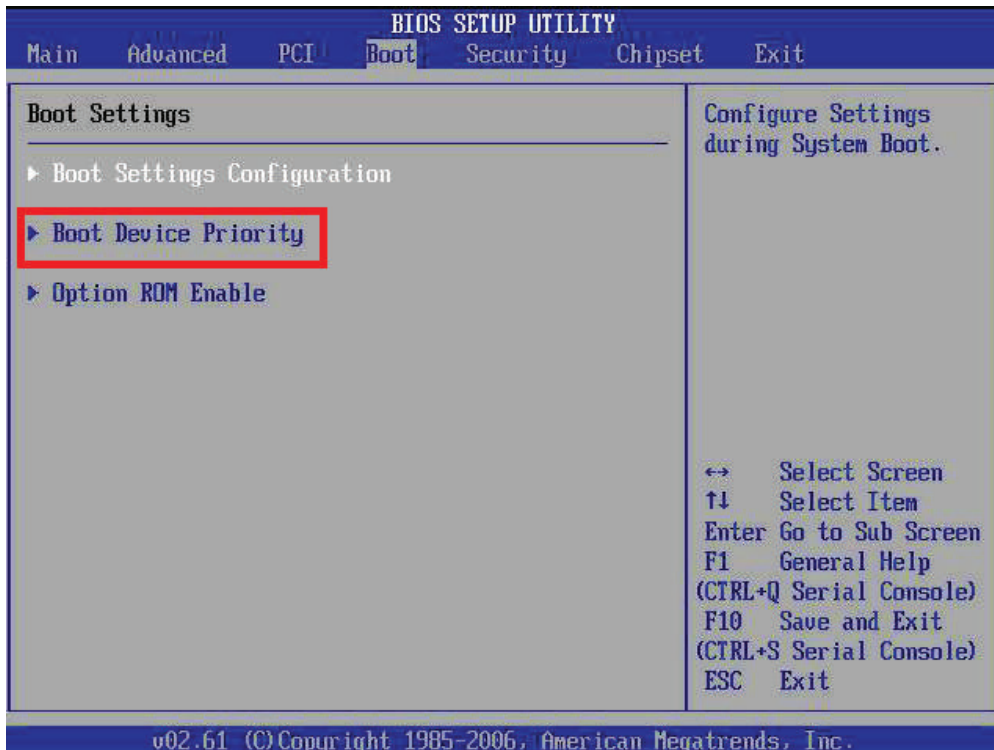 BIOS SETUP UTILITY
Main Advanced PCI Boot Security Chipset Exit
Boot Settings
▶ Boot Settings Configuration
▶ Boot Device Priority
▶ Option ROM Enable
Configure Settings
during System Boot.
↔ Select Screen
↑↓ Select Item
Enter Go to Sub Screen
F1 General Help
(CTRL+Q Serial Console)
F10 Save and Exit
(CTRL+S Serial Console)
ESC Exit
v02.61 (C)Copyright 1985-2006, American Megatrends, Inc.